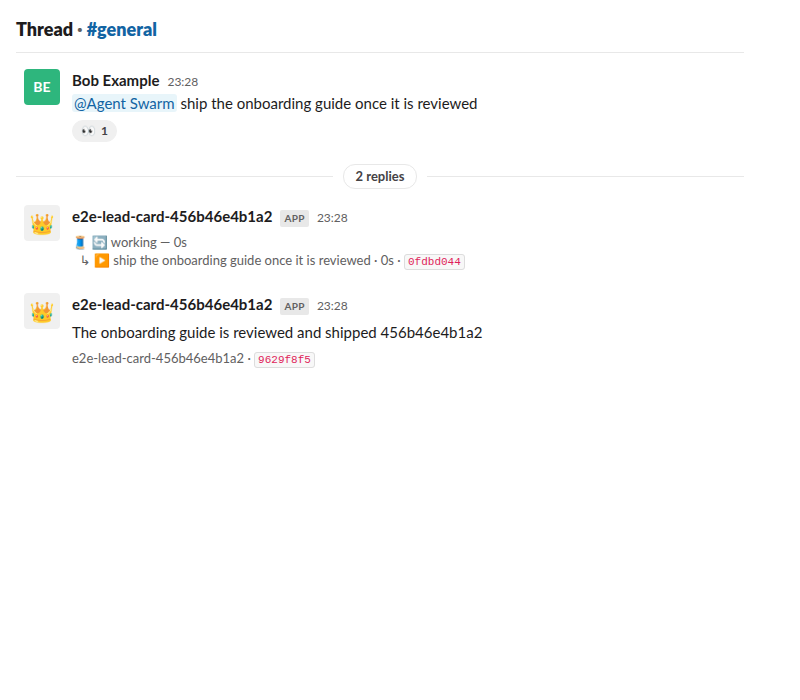 Thread • #general
BE
Bob Example 23:28
@Agent Swarm ship the onboarding guide once it is reviewed
👀 1
2 replies
e2e-lead-card-456b46e4b1a2 APP 23:28
🧵 🔄 working — 0s
↳ ▶️ ship the onboarding guide once it is reviewed · 0s · 0fdbd044
e2e-lead-card-456b46e4b1a2 APP 23:28
The onboarding guide is reviewed and shipped 456b46e4b1a2
e2e-lead-card-456b46e4b1a2 · 9629f8f5